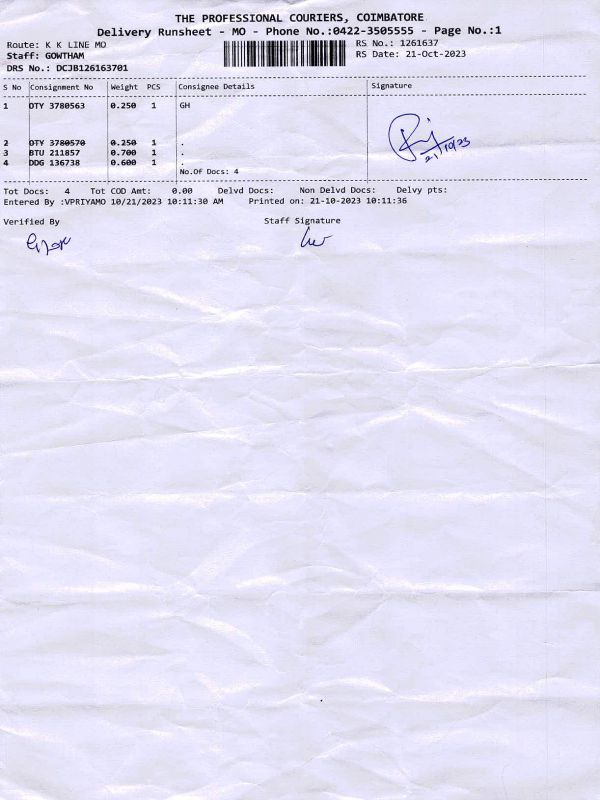 THE PROFESSIONAL COURIERS, COIMBATORE
Delivery Runsheet - MO - Phone No.:0422-3505555 - Page No.:1
Route: K K LINE MO RS No.: 1261637
Staff: GOWTHAM RS Date: 21-Oct-2023
DRS No.: DCJB126163701
S No Consignment No Weight PCS Consignee Details Signature
1 OTY 3780563 0.250 1 GH
2 OTY 3780570 0.250 1 .
3 BTU 211857 0.700 1 .
4 DDG 136738 0.600 1 .
21/10/23
No.Of Docs: 4
Tot Docs: 4 Tot COD Amt: 0.00 Delvd Docs: Non Delvd Docs: Delvy pts:
Entered By :VPRIYAMO 10/21/2023 10:11:30 AM Printed on: 21-10-2023 10:11:36
Verified By Staff Signature